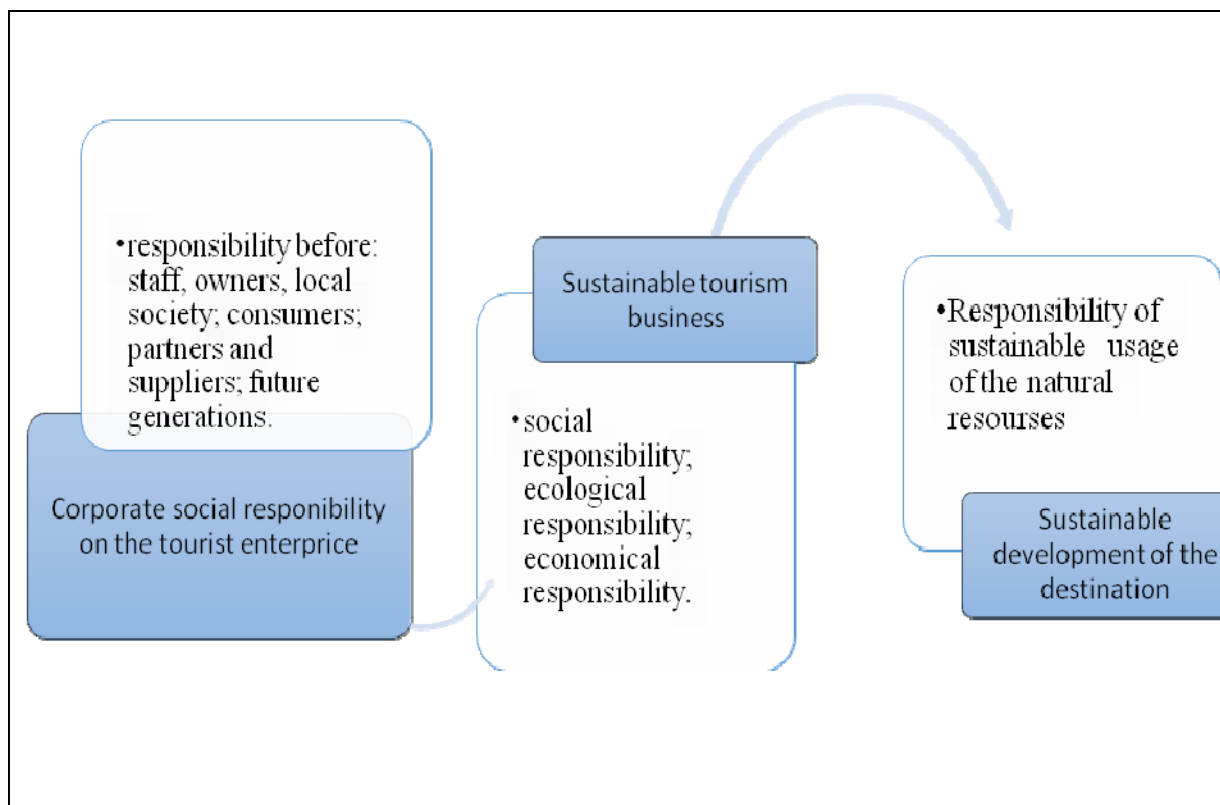 •responsibility before:
staff, owners, local
society; consumers;
partners and
suppliers; future
generations.
Corporate social responibility
on the tourist enterprice
Sustainable tourism
business
•social
responsibility;
ecological
responsibility;
economical
responsibility.
•Responsibility of
sustainable usage
of the natural
resourses
Sustainable
development of the
destination